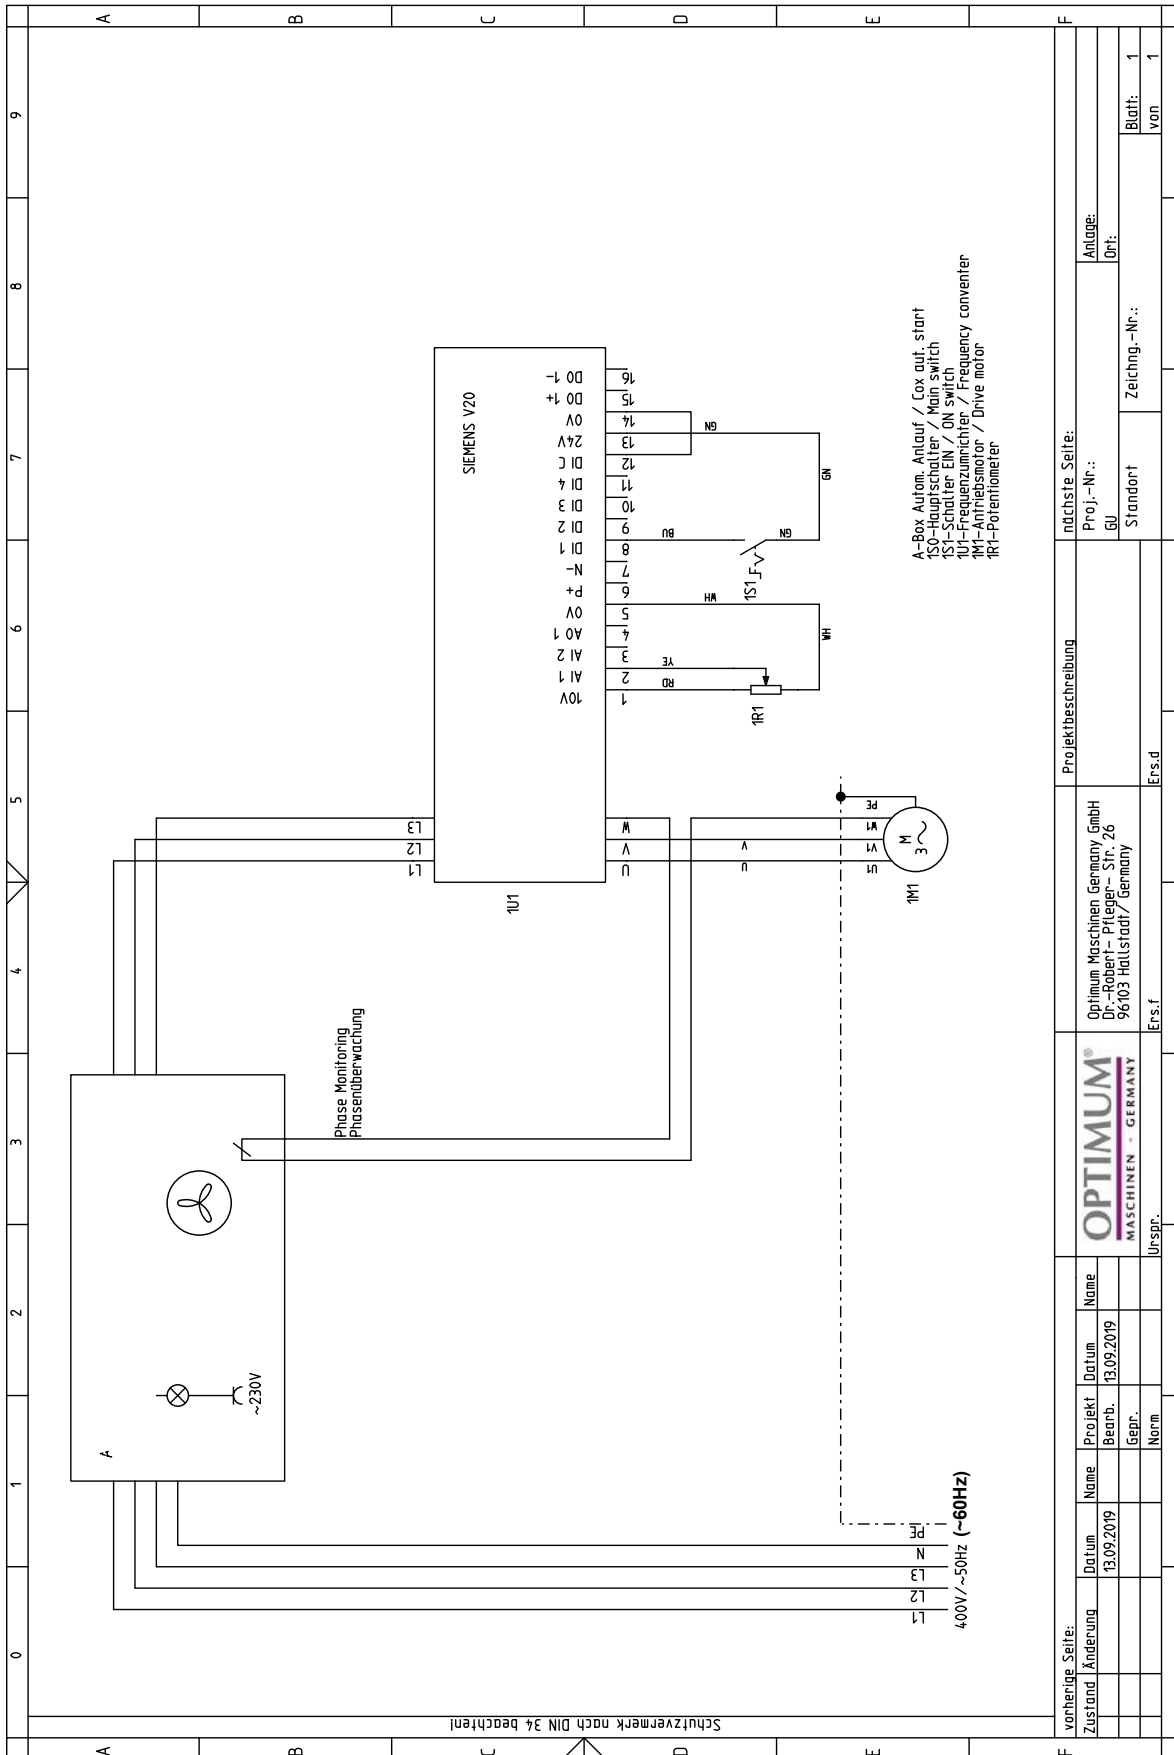 0 1 2 3 4 5 6 7 8 9
A
A
B
B
C
C
D
D
E
E
F
F
Schutzvermerk nach DIN 34 beachten!
A
~230V
Phase Monitoring
Phasenüberwachung
L1
L2
L3
N
PE
400V/~50Hz (~60Hz)
L1
L2
L3
1U1
SIEMENS V20
U
V
W
10V
AI 1
AI 2
AO 1
0V
P+
N-
DI 1
DI 2
DI 3
DI 4
DI C
24V
0V
DO 1+
DO 1-
1
2
3
4
5
6
7
8
9
10
11
12
13
14
15
16
RD
YE
WH
WH
BU
GN
GN
GN
1R1
1S1
F
U
V
U1
V1
W1
PE
M
3
1M1
A-Box Autom. Anlauf / Cox aut. start
1S0-Hauptschalter / Main switch
1S1-Schalter EIN / ON switch
1U1-Frequenzumrichter / Frequency conventer
1M1-Antriebsmotor / Drive motor
1R1-Potentiometer
vorherige Seite:
Zustand Änderung Datum Name
13.09.2019
Projekt Datum Name
Bearb. 13.09.2019
Gepr.
Norm
Urspr.
OPTIMUM®
MASCHINEN - GERMANY
Optimum Maschinen Germany GmbH
Dr.-Robert- Pfleger- Str. 26
96103 Hallstadt/ Germany
Ers.f
Ers.d
Projektbeschreibung
nächste Seite:
Proj.-Nr.:
GU
Standort
Zeichng.-Nr.:
Anlage:
Ort:
Blatt: 1
von 1